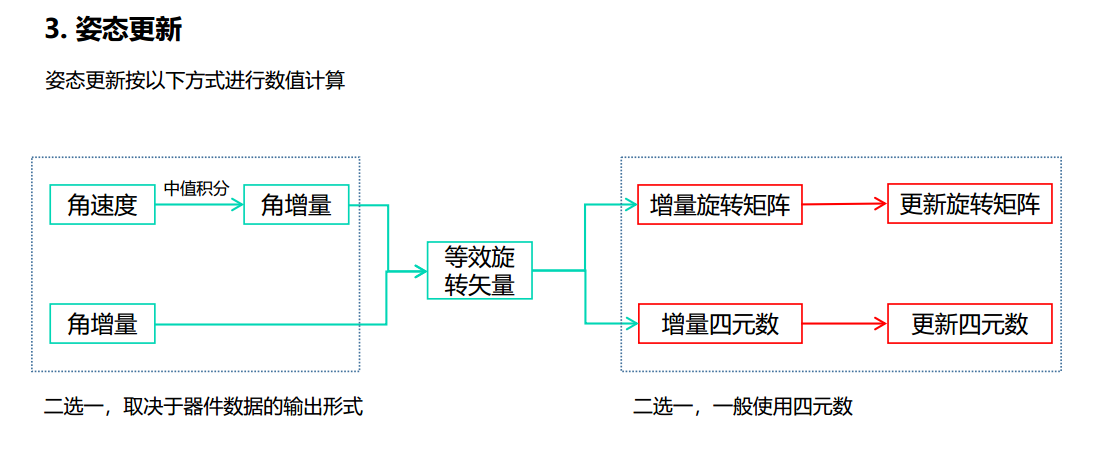 3. 姿态更新
姿态更新按以下方式进行数值计算
角速度
中值积分
角增量
角增量
等效旋
转矢量
增量旋转矩阵
更新旋转矩阵
增量四元数
更新四元数
二选一，取决于器件数据的输出形式
二选一，一般使用四元数